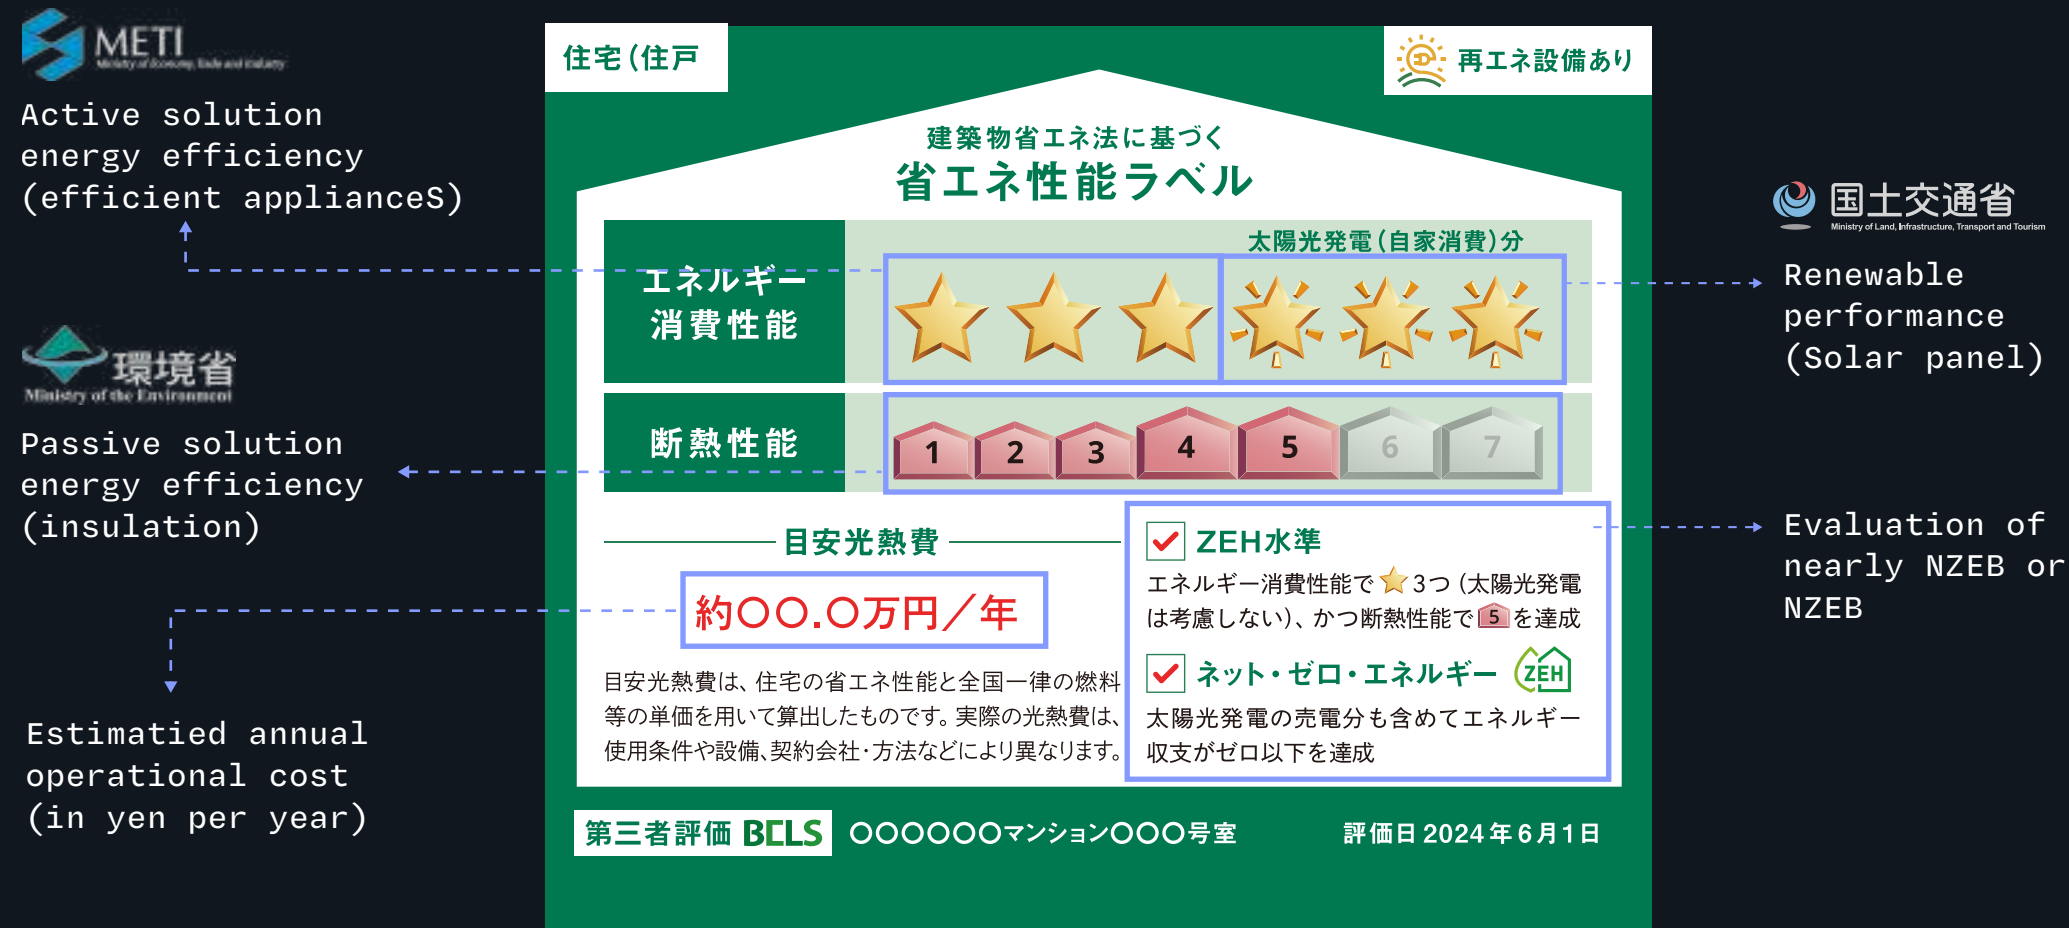 METI
Ministry of Economy, Trade and Industry
Active solution
energy efficiency
(efficient applianceS)
環境省
Ministry of the Environment
Passive solution
energy efficiency
(insulation)
Estimatied annual
operational cost
(in yen per year)
住宅(住戸
再エネ設備あり
建築物省エネ法に基づく
省エネ性能ラベル
太陽光発電(自家消費)分
エネルギー
消費性能
断熱性能
1 2 3 4 5 6 7
目安光熱費
約〇〇.〇万円/年
目安光熱費は、住宅の省エネ性能と全国一律の燃料
等の単価を用いて算出したものです。実際の光熱費は、
使用条件や設備、契約会社・方法などにより異なります。
ZEH水準
エネルギー消費性能で 3つ(太陽光発電
は考慮しない)、かつ断熱性能で 5 を達成
ネット・ゼロ・エネルギー ZEH
太陽光発電の売電分も含めてエネルギー
収支がゼロ以下を達成
第三者評価 BELS 〇〇〇〇〇〇マンション〇〇〇号室 評価日 2024年6月1日
国土交通省
Ministry of Land, Infrastructure, Transport and Tourism
Renewable
performance
(Solar panel)
Evaluation of
nearly NZEB or
NZEB